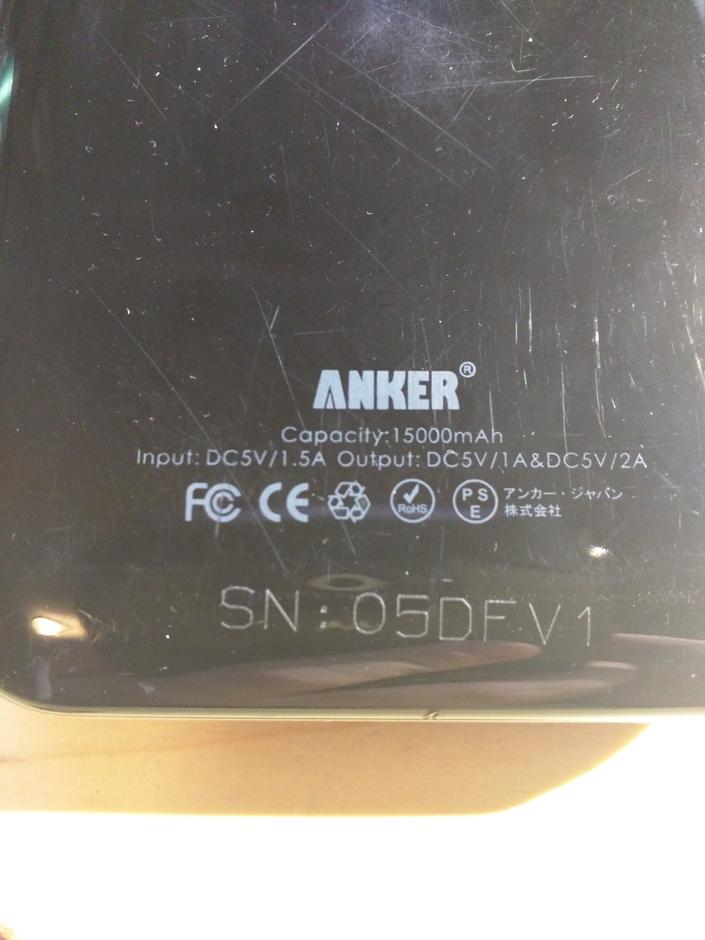 ANKER®
Capacity:15000mAh
Input: DC5V/1.5A Output: DC5V/1A&DC5V/2A
FC CE RoHS PSE アンカー・ジャパン
株式会社
SN:05DFV1